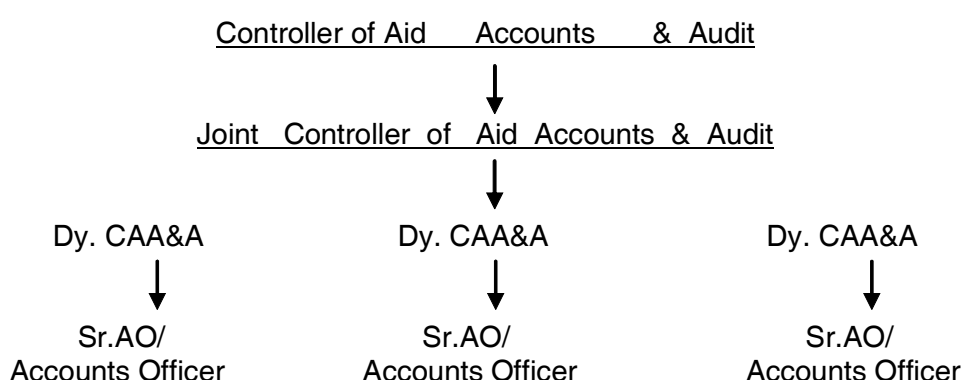 Controller of Aid Accounts & Audit
Joint Controller of Aid Accounts & Audit
Dy. CAA&A Dy. CAA&A Dy. CAA&A
Sr.AO/ Sr.AO/ Sr.AO/
Accounts Officer Accounts Officer Accounts Officer